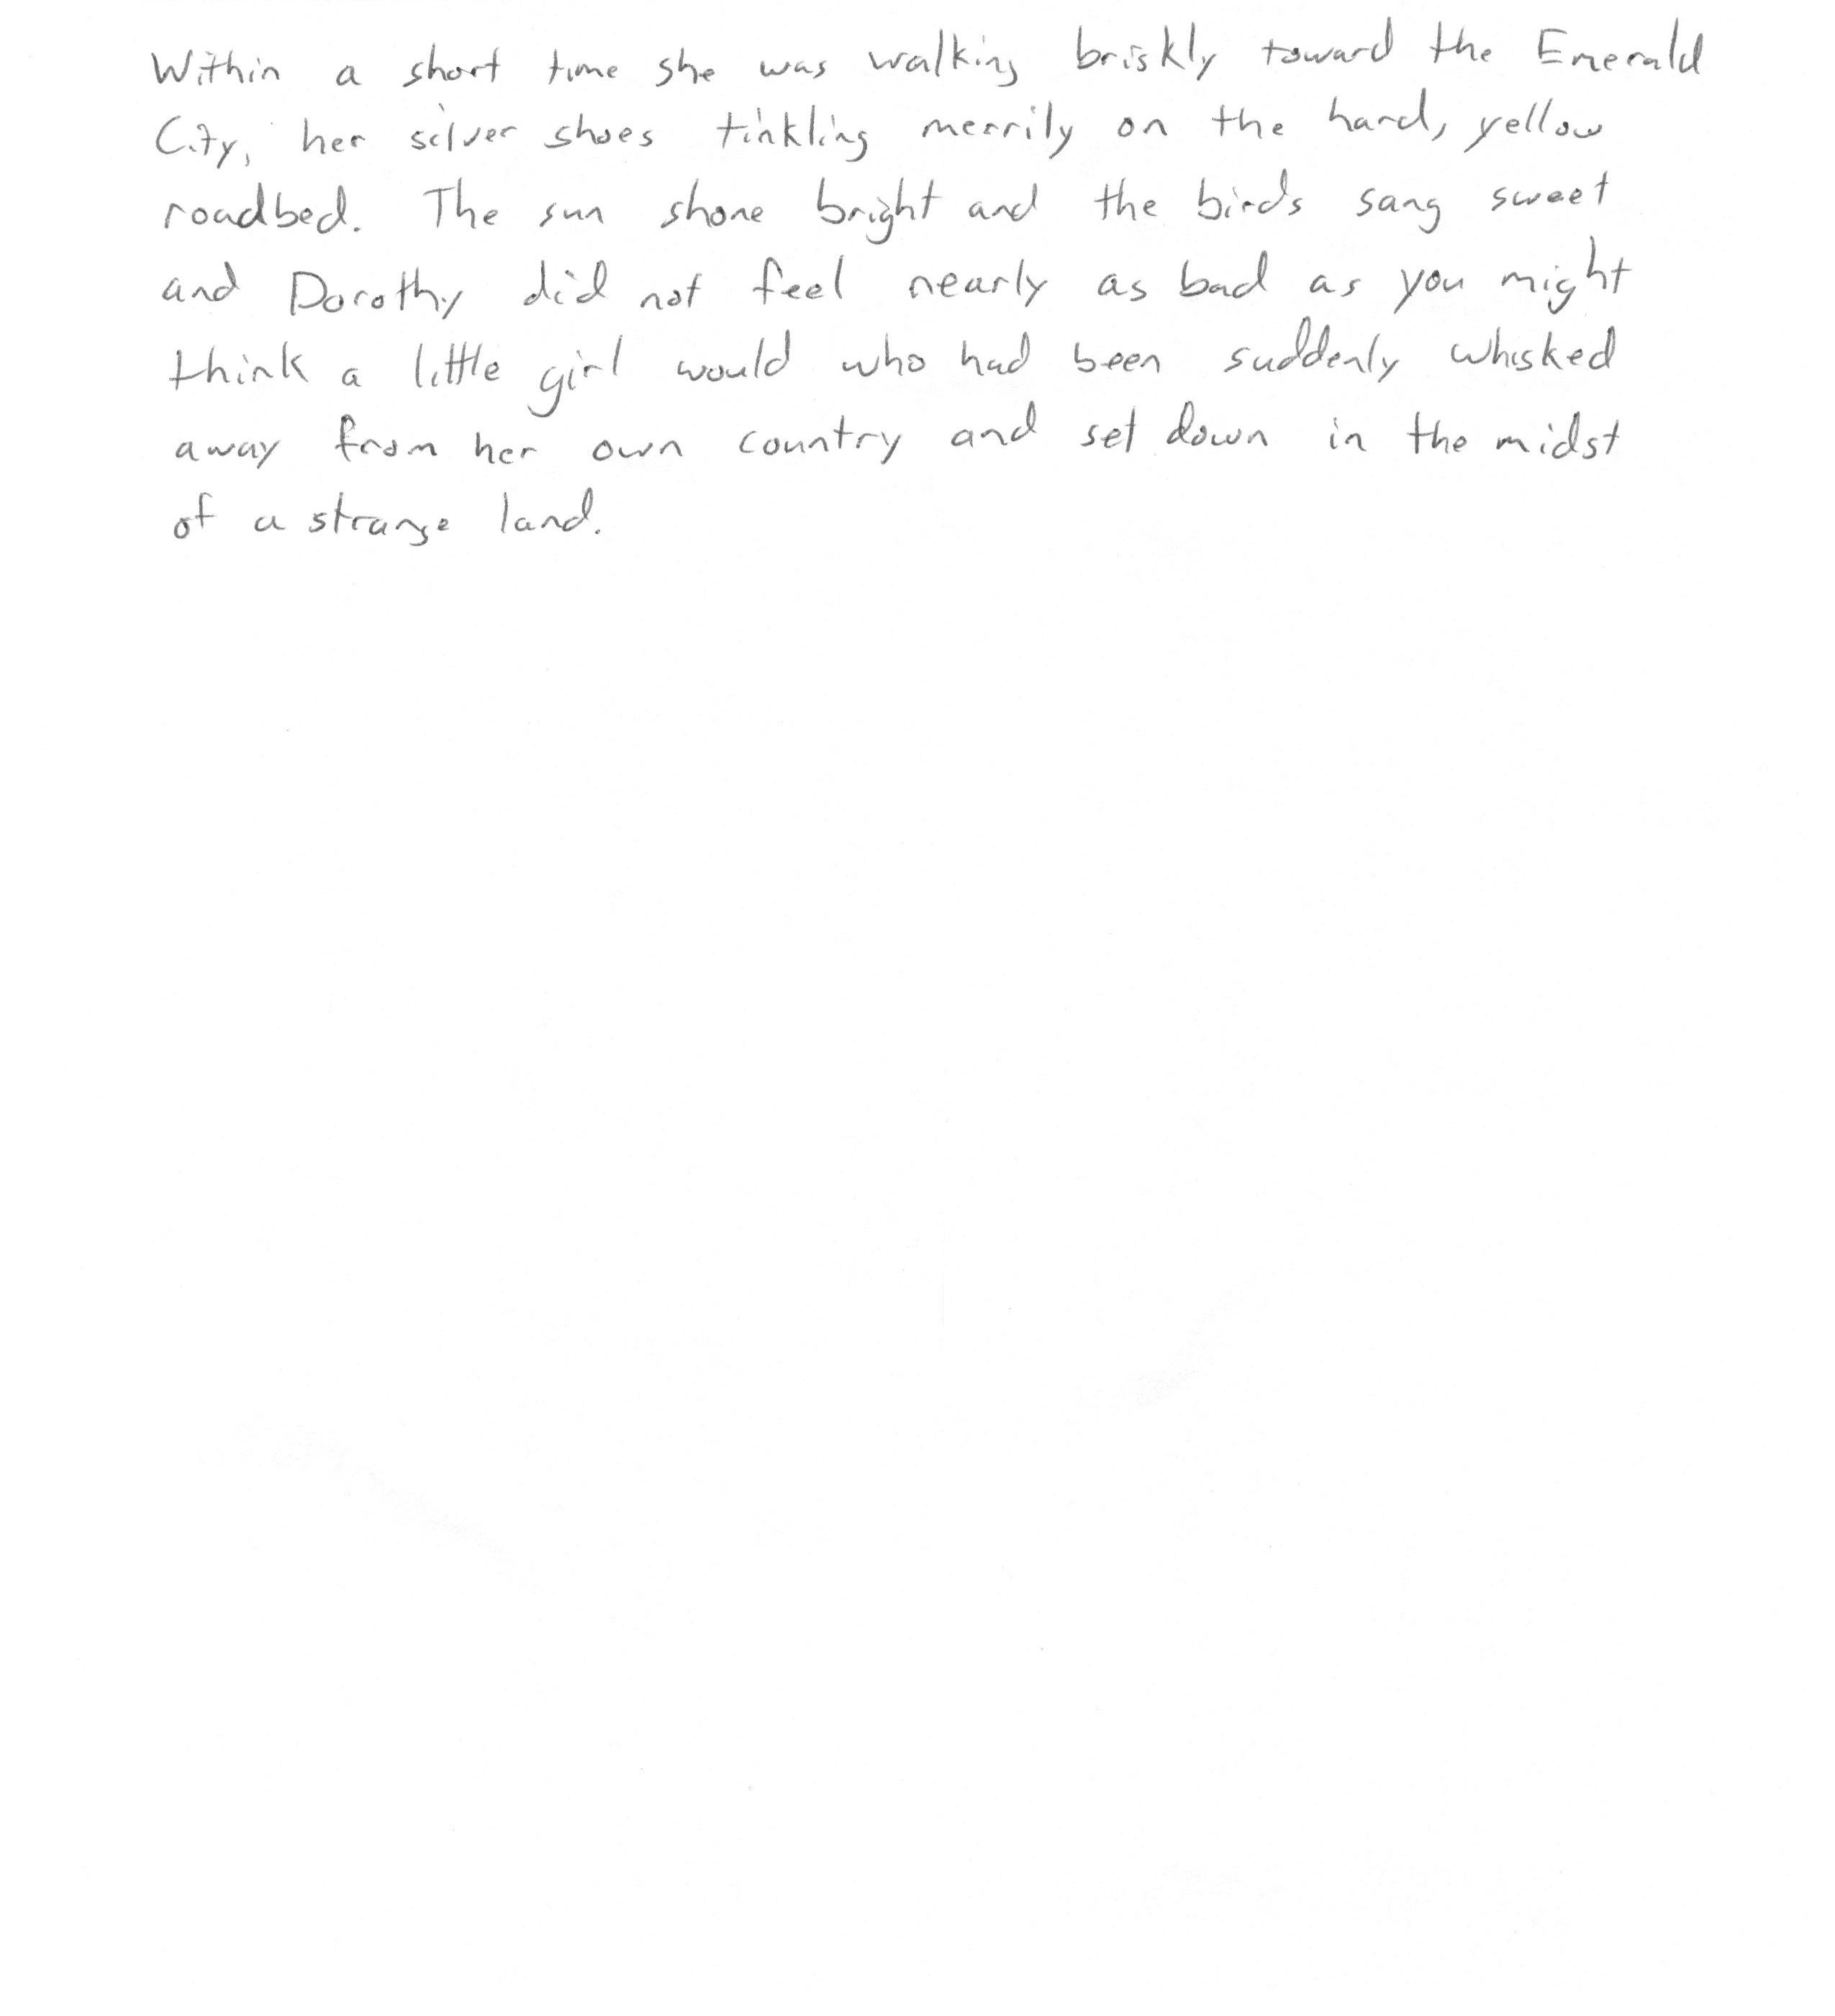 Within a short time she was walking briskly toward the Emerald
City, her silver shoes tinkling merrily on the hard, yellow
roadbed. The sun shone bright and the birds sang sweet
and Dorothy did not feel nearly as bad as you might
think a little girl would who had been suddenly whisked
away from her own country and set down in the midst
of a strange land.